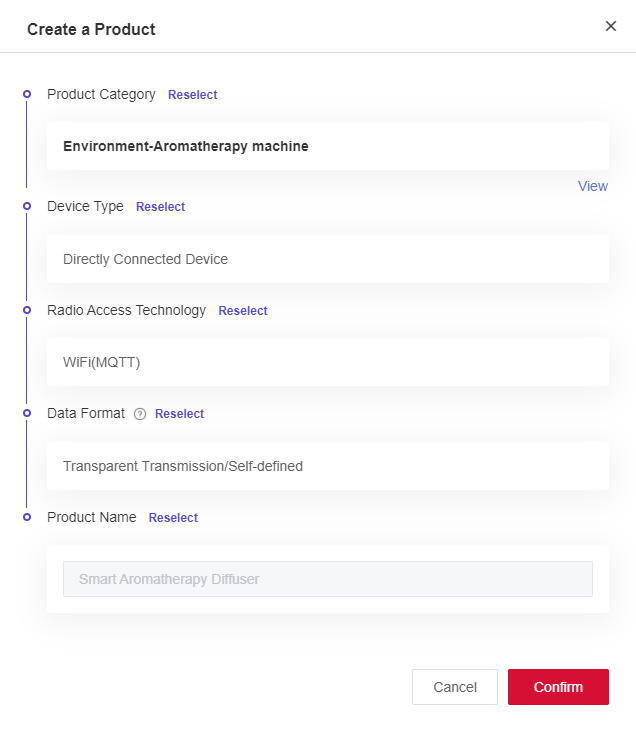 Create a Product
Product Category Reselect
Environment-Aromatherapy machine
View
Device Type Reselect
Directly Connected Device
Radio Access Technology Reselect
WiFi(MQTT)
Data Format ? Reselect
Transparent Transmission/Self-defined
Product Name Reselect
Smart Aromatherapy Diffuser
Cancel Confirm